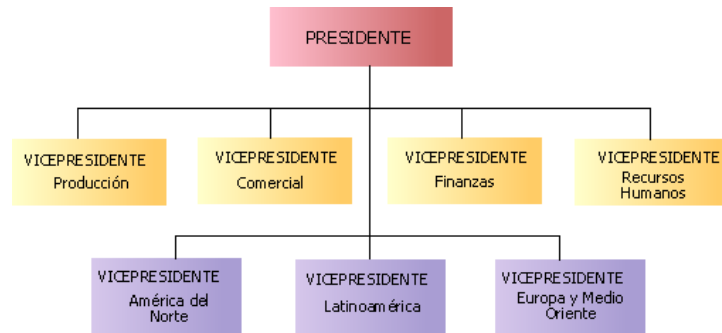 PRESIDENTE
VICEPRESIDENTE
Producción
VICEPRESIDENTE
Comercial
VICEPRESIDENTE
Finanzas
VICEPRESIDENTE
Recursos
Humanos
VICEPRESIDENTE
América del
Norte
VICEPRESIDENTE
Latinoamérica
VICEPRESIDENTE
Europa y Medio
Oriente